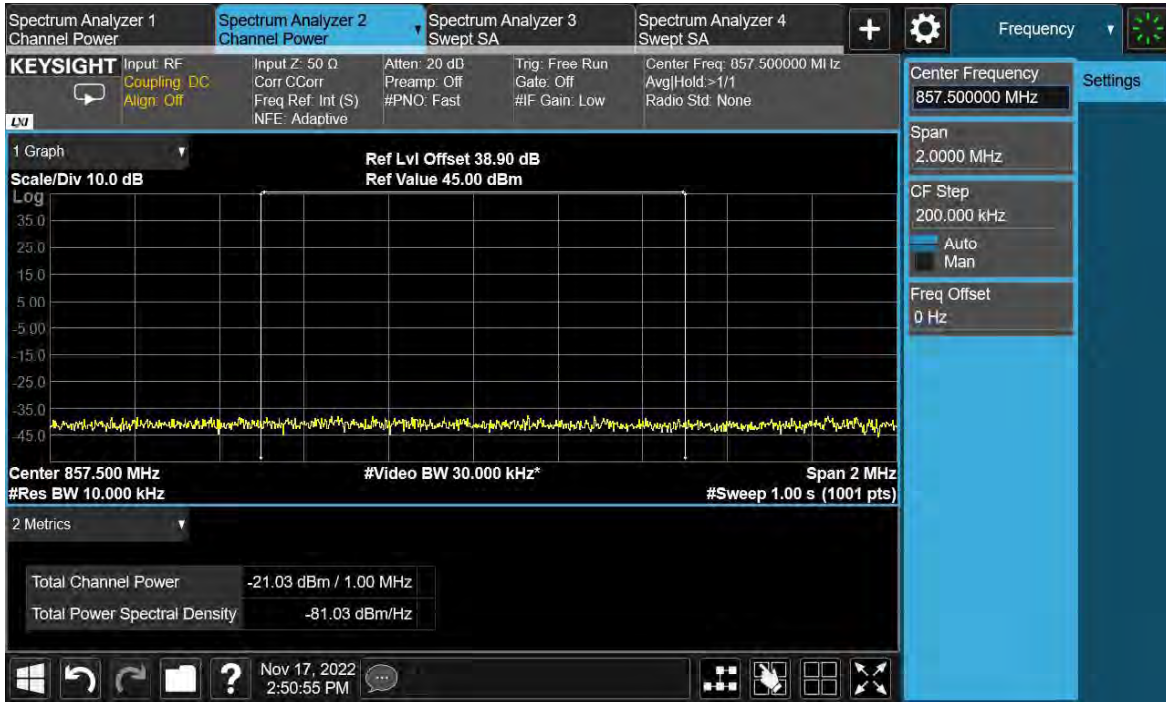 Spectrum Analyzer 1
Channel Power
Spectrum Analyzer 2
Channel Power
Spectrum Analyzer 3
Swept SA
Spectrum Analyzer 4
Swept SA
+
Frequency
KEYSIGHT
LXI
Input: RF
Coupling: DC
Align: Off
Input Z: 50 Ω
Corr CCorr
Freq Ref: Int (S)
NFE: Adaptive
Atten: 20 dB
Preamp: Off
#PNO: Fast
Trig: Free Run
Gate: Off
#IF Gain: Low
Center Freq: 857.500000 MHz
Avg|Hold:>1/1
Radio Std: None
Center Frequency
857.500000 MHz
Settings
Span
2.0000 MHz
CF Step
200.000 kHz
Auto
Man
Freq Offset
0 Hz
1 Graph
Scale/Div 10.0 dB
Ref Lvl Offset 38.90 dB
Ref Value 45.00 dBm
Log
35.0
25.0
15.0
5.00
-5.00
-15.0
-25.0
-35.0
-45.0
Center 857.500 MHz
#Video BW 30.000 kHz*
Span 2 MHz
#Res BW 10.000 kHz
#Sweep 1.00 s (1001 pts)
2 Metrics
Total Channel Power -21.03 dBm / 1.00 MHz
Total Power Spectral Density -81.03 dBm/Hz
?
Nov 17, 2022
2:50:55 PM